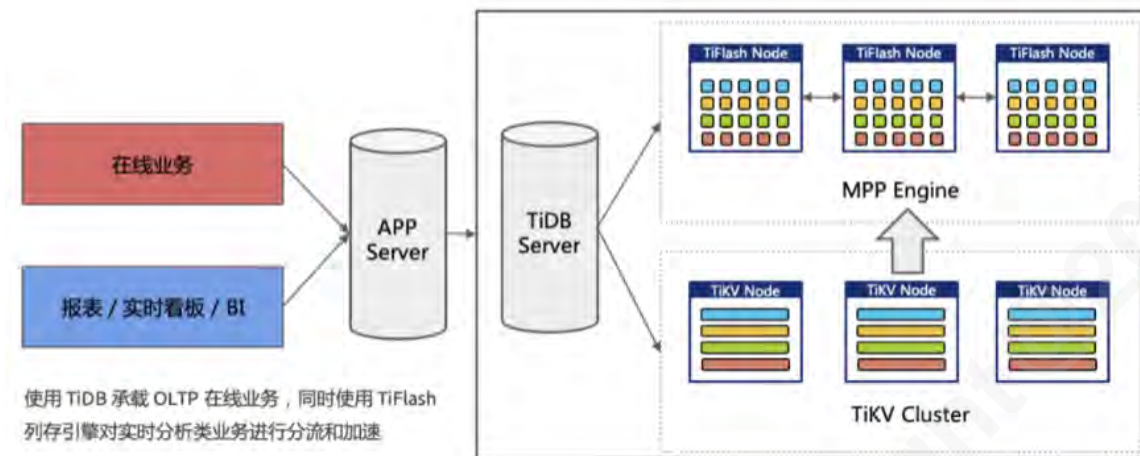 TiFlash Node
TiFlash Node
TiFlash Node
MPP Engine
在线业务
报表 / 实时看板 / BI
APP
Server
TiDB
Server
TiKV Node
TiKV Node
TiKV Node
TiKV Cluster
使用 TiDB 承载 OLTP 在线业务，同时使用 TiFlash
列存引擎对实时分析类业务进行分流和加速